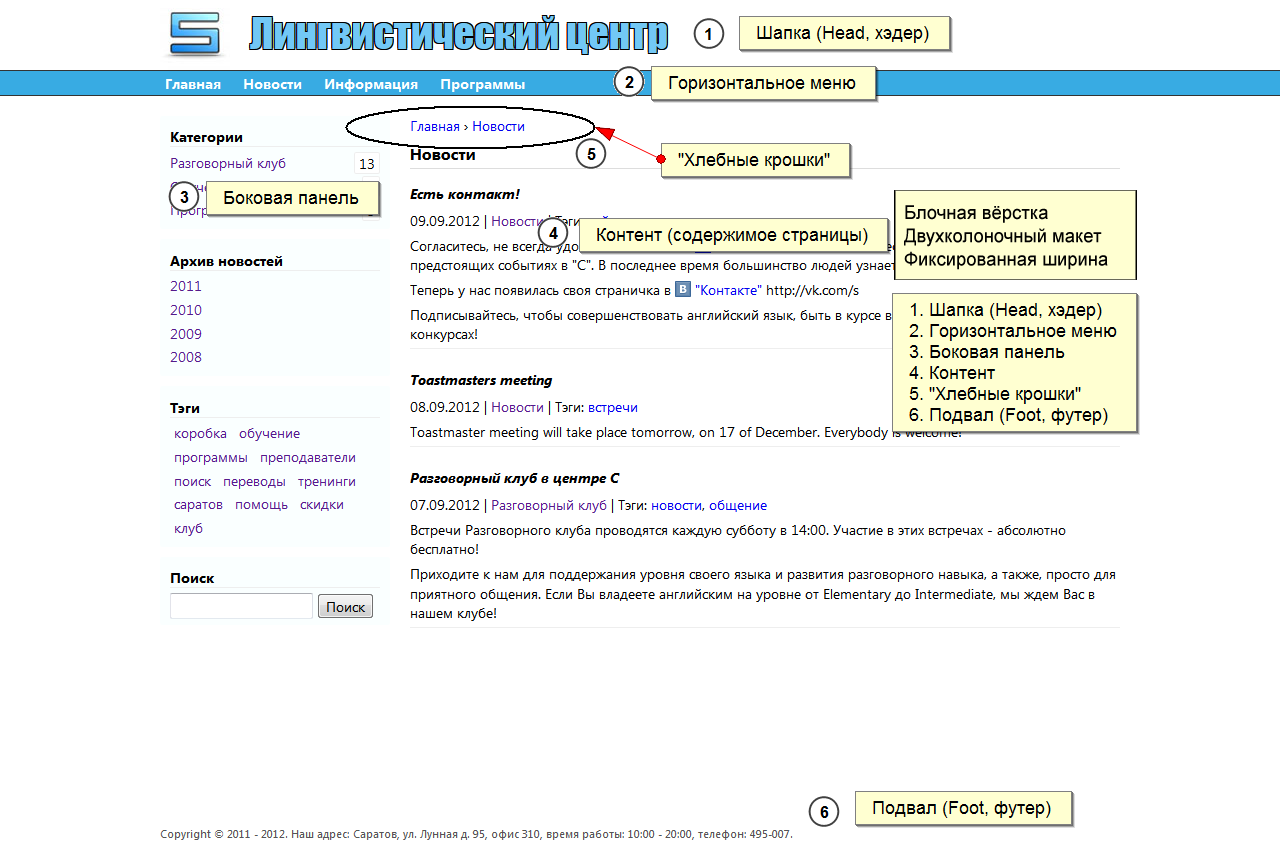 S Лингвистический центр
1 Шапка (Head, хэдер)
Главная Новости Информация Программы
2 Горизонтальное меню
Главная › Новости
5 "Хлебные крошки"
Категории
Разговорный клуб 13
3 Боковая панель
Архив новостей
2011
2010
2009
2008
Тэги
коробка обучение
программы преподаватели
поиск переводы тренинги
саратов помощь скидки
клуб
Поиск
Поиск
Новости
Есть контакт!
09.09.2012 | Новости
4 Контент (содержимое страницы)
Согласитесь, не всегда
предстоящих событиях в "С". В последнее время большинство людей
Теперь у нас появилась своя страничка в В "Контакте" http://vk.com/s
Подписывайтесь, чтобы совершенствовать английский язык, быть в курсе
конкурсах!
Toastmasters meeting
08.09.2012 | Новости | Тэги: встречи
Toastmaster meeting will take place tomorrow, on 17 of December. Everybody is welcome!
Разговорный клуб в центре С
07.09.2012 | Разговорный клуб | Тэги: новости, общение
Встречи Разговорного клуба проводятся каждую субботу в 14:00. Участие в этих встречах - абсолютно
бесплатно!
Приходите к нам для поддержания уровня своего языка и развития разговорного навыка, а также, просто для
приятного общения. Если Вы владеете английским на уровне от Elementary до Intermediate, мы ждем Вас в
нашем клубе!
Блочная вёрстка
Двухколоночный макет
Фиксированная ширина
1. Шапка (Head, хэдер)
2. Горизонтальное меню
3. Боковая панель
4. Контент
5. "Хлебные крошки"
6. Подвал (Foot, футер)
6 Подвал (Foot, футер)
Copyright © 2011 - 2012. Наш адрес: Саратов, ул. Лунная д. 95, офис 310, время работы: 10:00 - 20:00, телефон: 495-007.